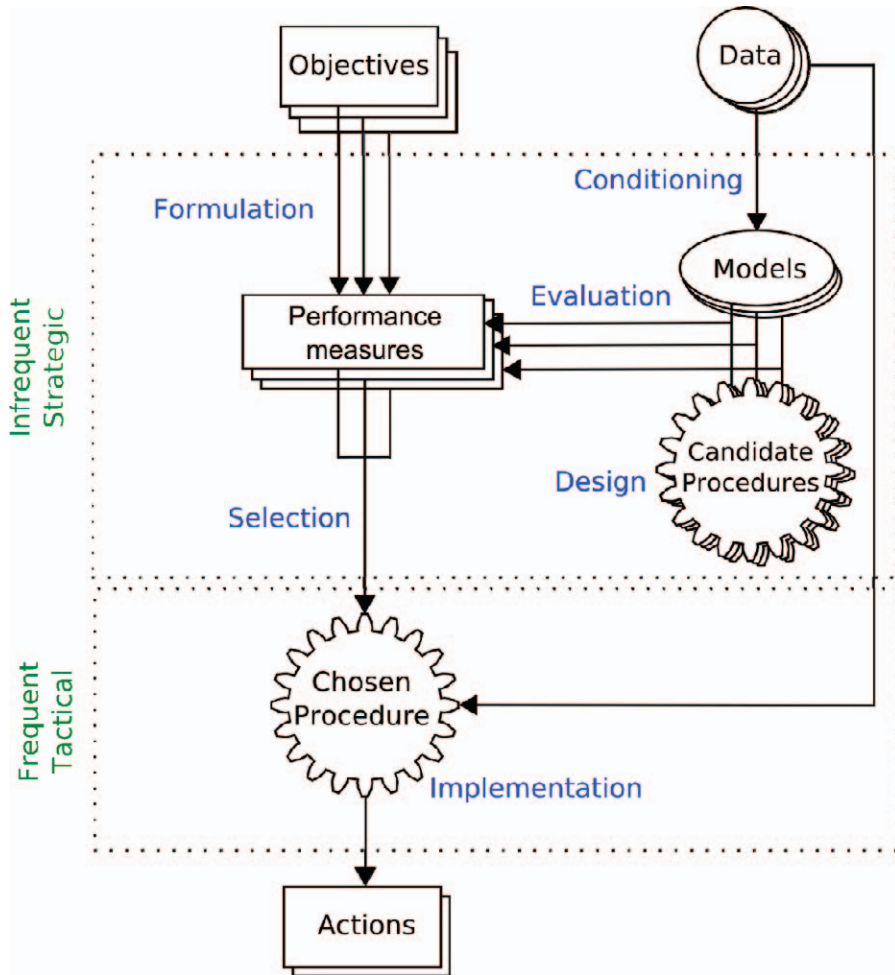 Objectives
Data
Conditioning
Formulation
Models
Evaluation
Performance
measures
Infrequent
Strategic
Candidate
Procedures
Design
Selection
Chosen
Procedure
Frequent
Tactical
Implementation
Actions